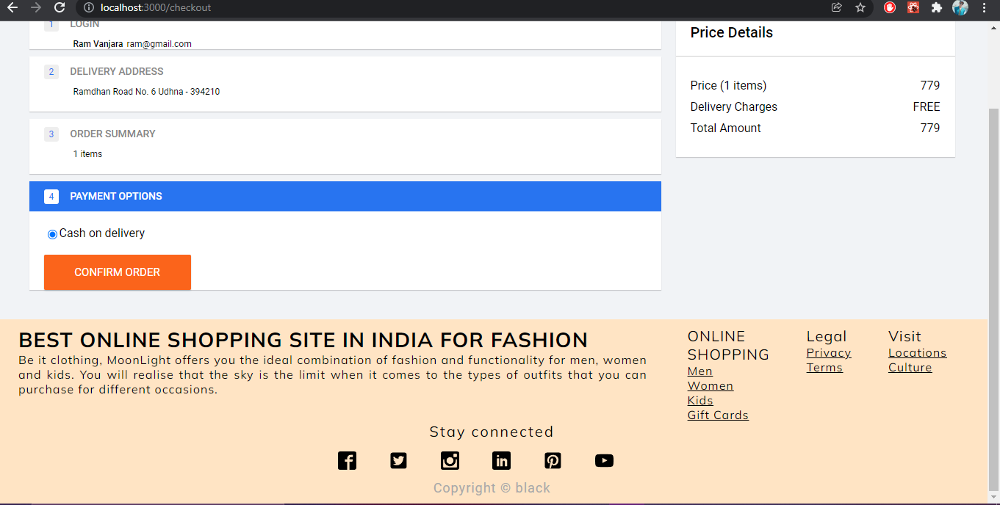 localhost:3000/checkout
1 LOGIN
Ram Vanjara ram@gmail.com
2 DELIVERY ADDRESS
Ramdhan Road No. 6 Udhna - 394210
3 ORDER SUMMARY
1 items
4 PAYMENT OPTIONS
Cash on delivery
CONFIRM ORDER
Price Details
Price (1 items) 779
Delivery Charges FREE
Total Amount 779
BEST ONLINE SHOPPING SITE IN INDIA FOR FASHION
Be it clothing, MoonLight offers you the ideal combination of fashion and functionality for men, women
and kids. You will realise that the sky is the limit when it comes to the types of outfits that you can
purchase for different occasions.
ONLINE
SHOPPING
Men
Women
Kids
Gift Cards
Legal
Privacy
Terms
Visit
Locations
Culture
Stay connected
Copyright © black